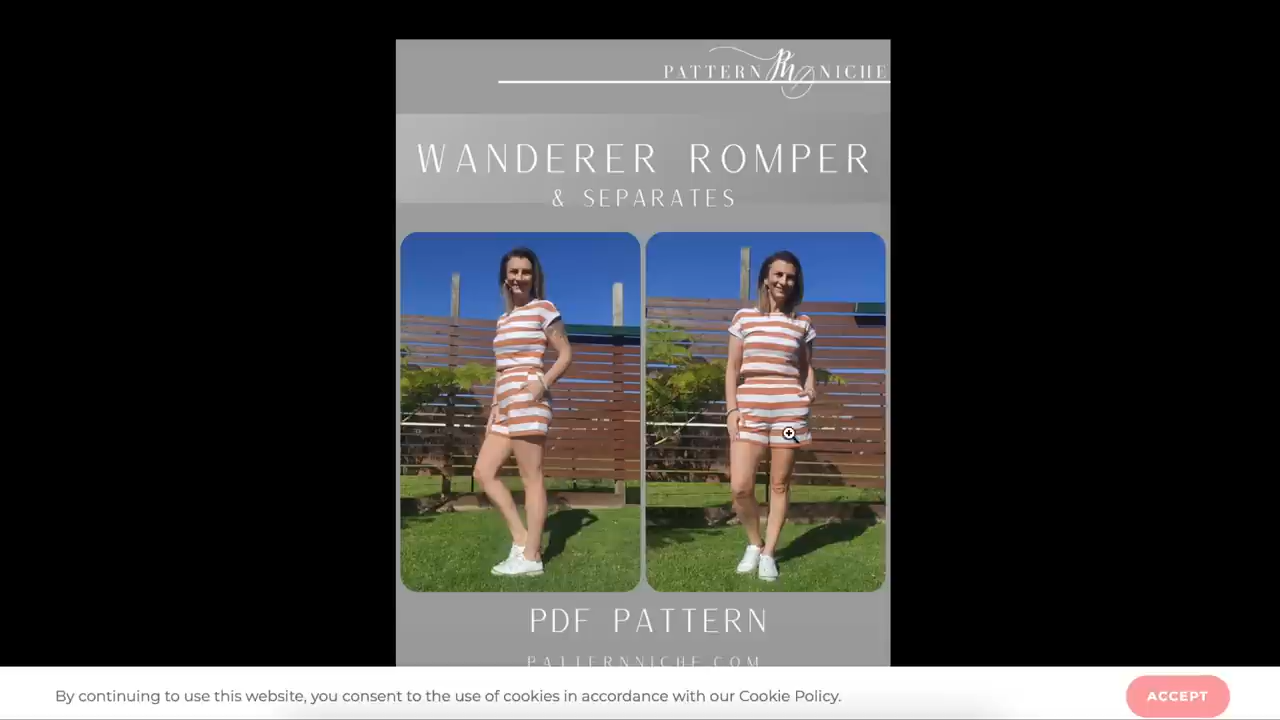 PATTERN PN NICHE
WANDERER ROMPER
& SEPARATES
PDF PATTERN
PATTERNNICHE.COM
By continuing to use this website, you consent to the use of cookies in accordance with our Cookie Policy.
ACCEPT